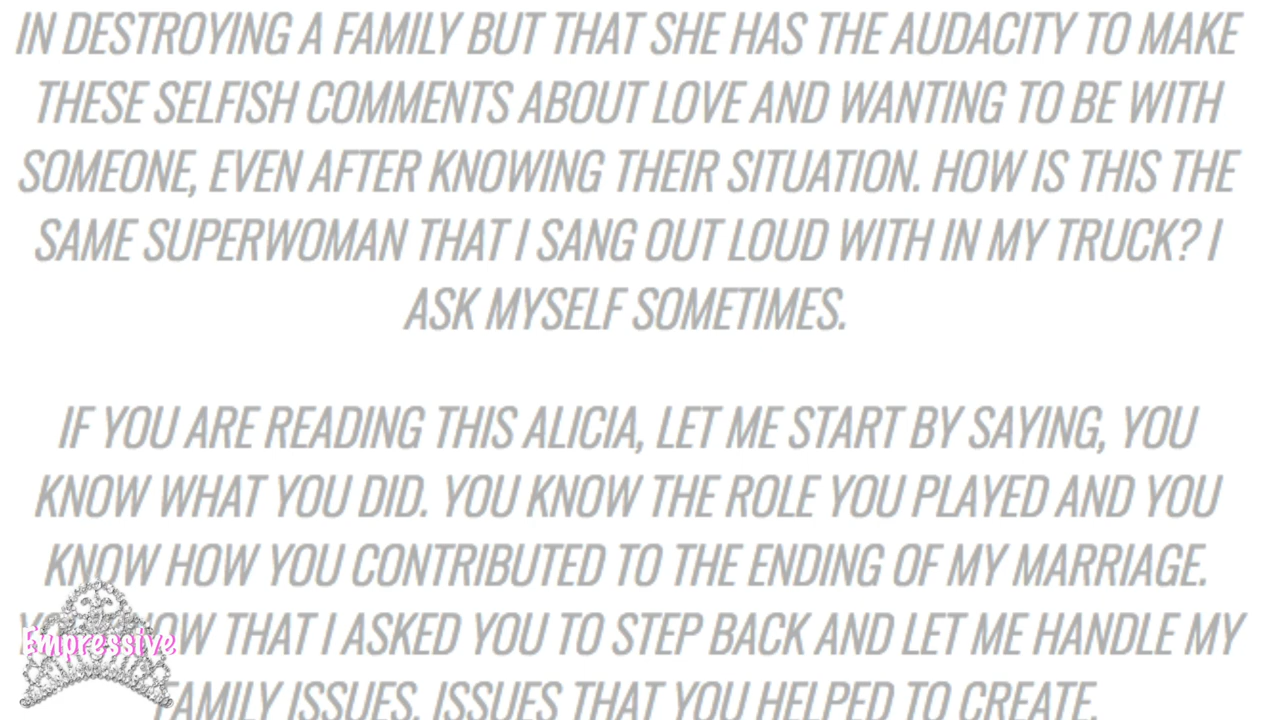 IN DESTROYING A FAMILY BUT THAT SHE HAS THE AUDACITY TO MAKE
THESE SELFISH COMMENTS ABOUT LOVE AND WANTING TO BE WITH
SOMEONE, EVEN AFTER KNOWING THEIR SITUATION. HOW IS THIS THE
SAME SUPERWOMAN THAT I SANG OUT LOUD WITH IN MY TRUCK? I
ASK MYSELF SOMETIMES.
IF YOU ARE READING THIS ALICIA, LET ME START BY SAYING, YOU
KNOW WHAT YOU DID. YOU KNOW THE ROLE YOU PLAYED AND YOU
KNOW HOW YOU CONTRIBUTED TO THE ENDING OF MY MARRIAGE.
THAT I ASKED YOU TO STEP BACK AND LET ME HANDLE MY
FAMILY ISSUES. ISSUES THAT YOU HELPED TO CREATE.
Empressive